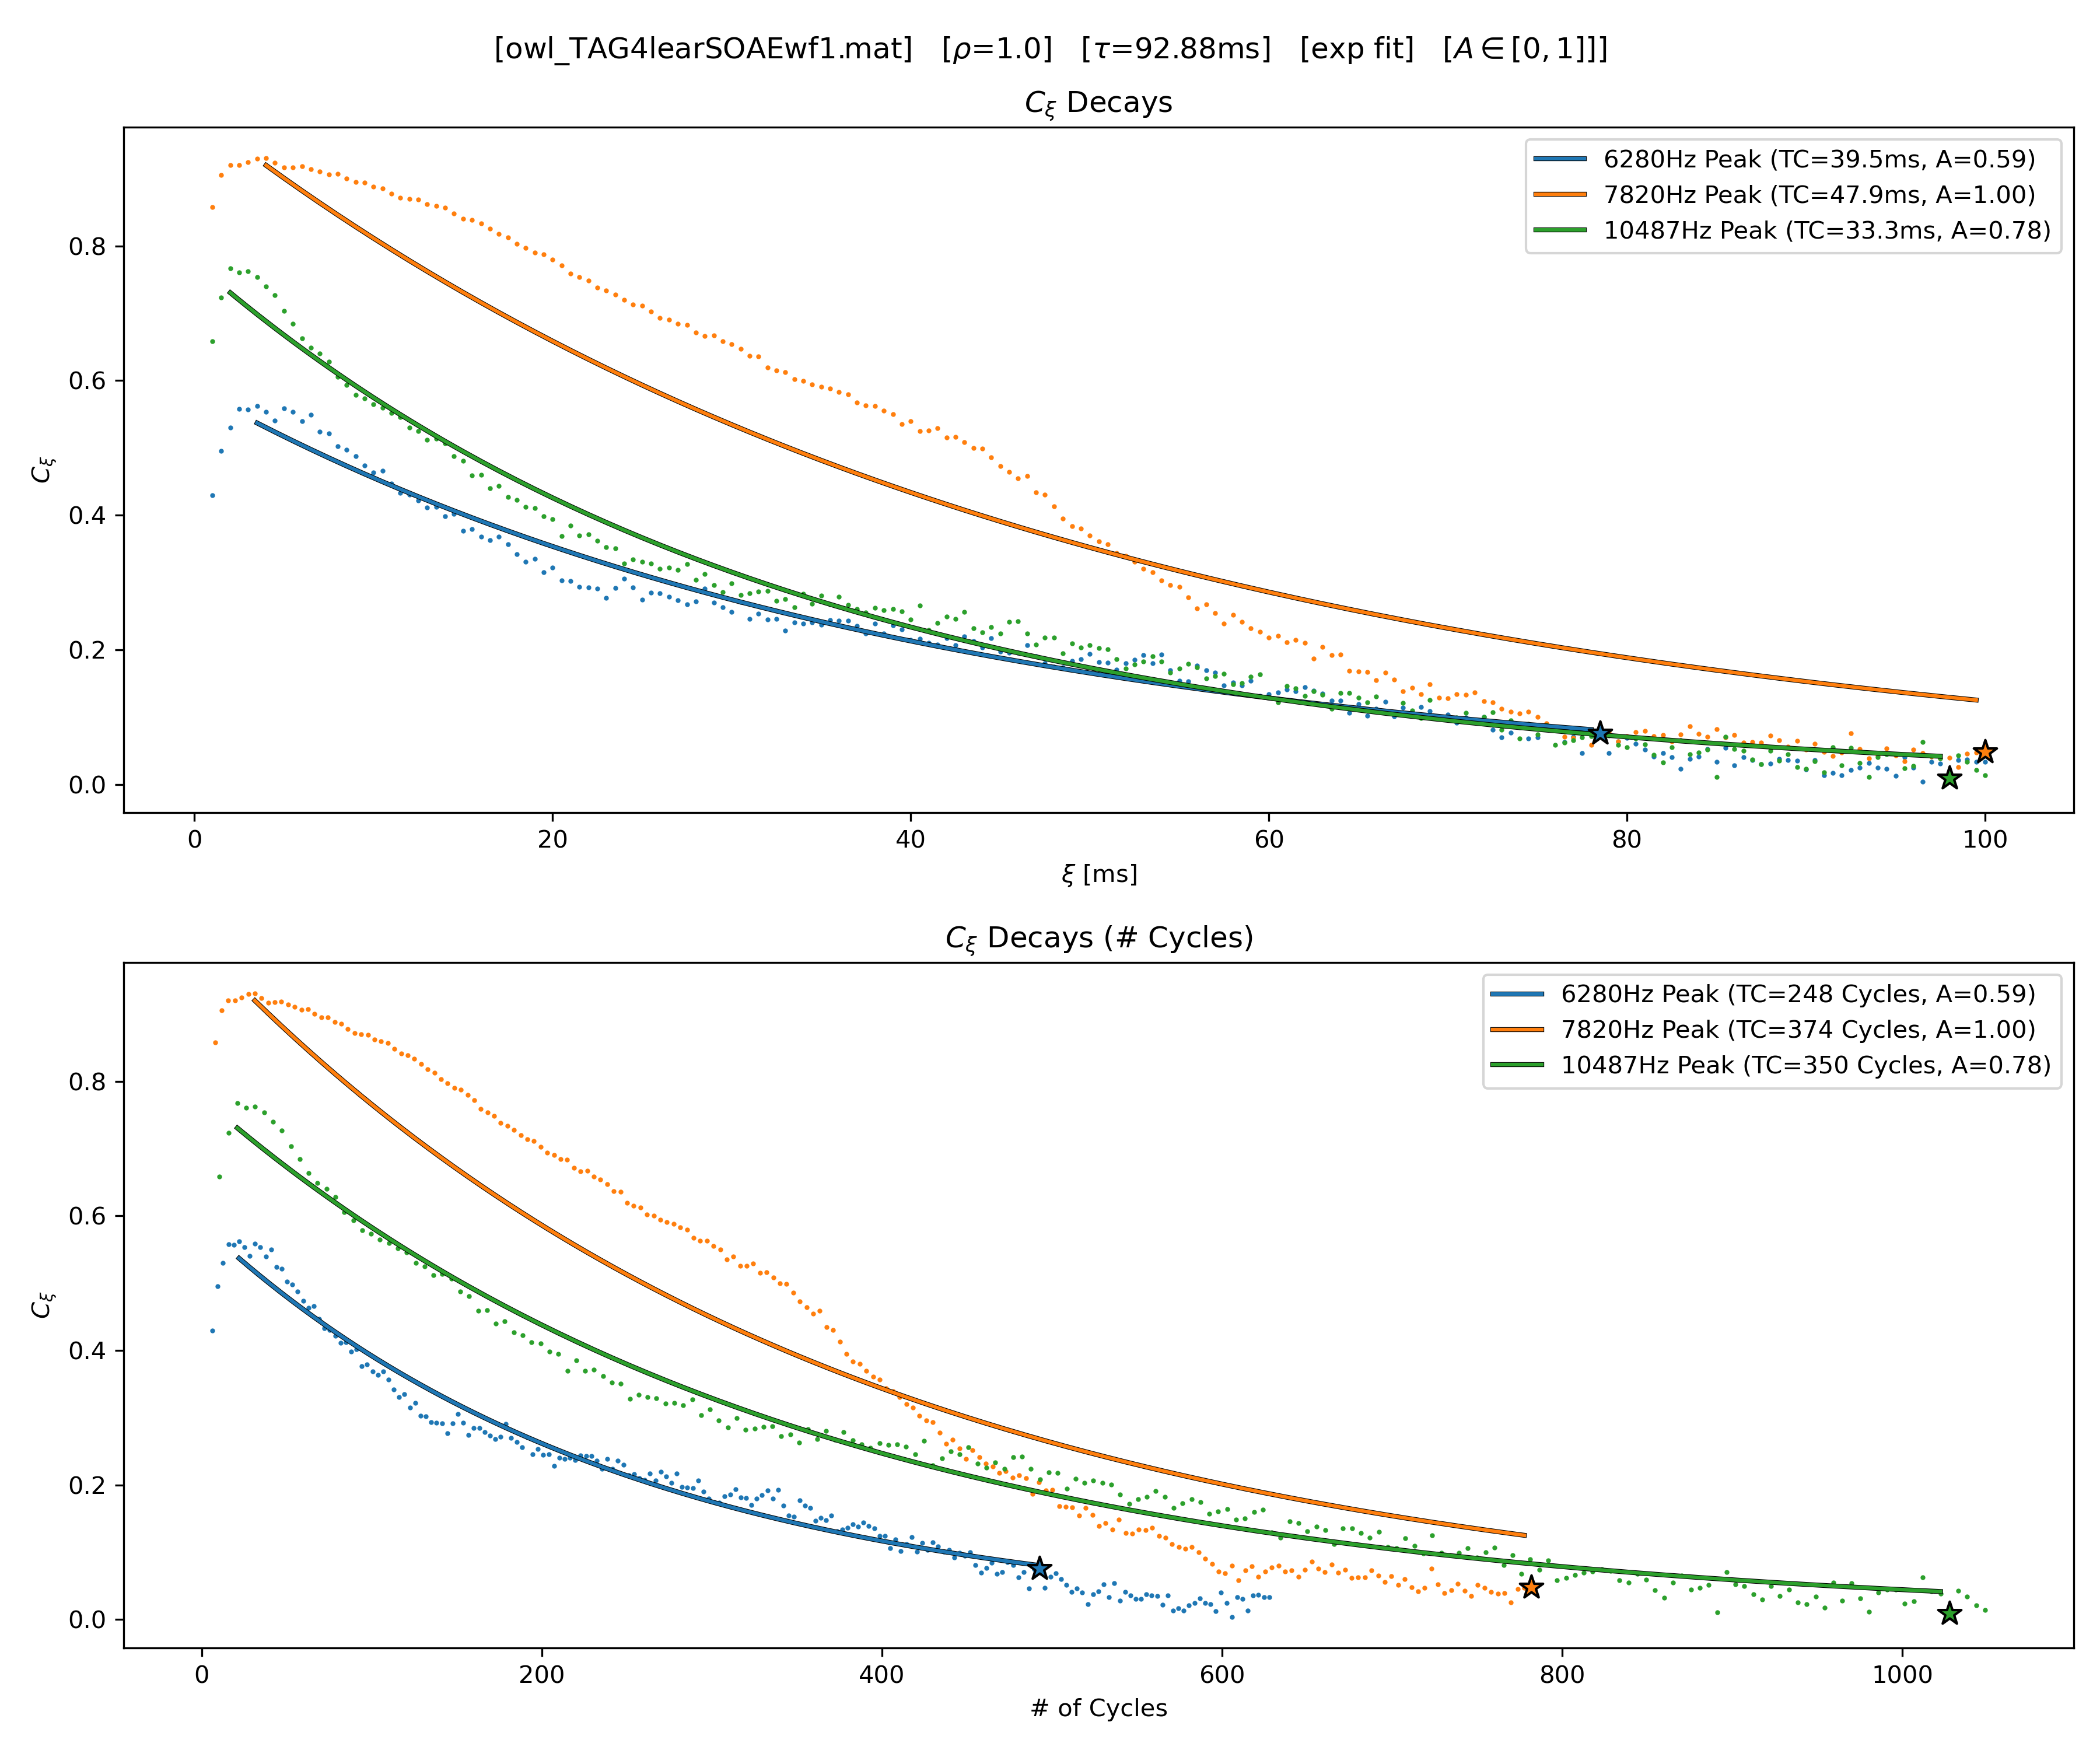 [owl_TAG4learSOAEwf1.mat] [ρ=1.0] [τ=92.88ms] [exp fit] [A ∈ [0, 1]]]
C_ξ Decays
6280Hz Peak (TC=39.5ms, A=0.59)
7820Hz Peak (TC=47.9ms, A=1.00)
10487Hz Peak (TC=33.3ms, A=0.78)
0.8
0.6
0.4
0.2
0.0
C_ξ
0 20 40 60 80 100
ξ [ms]
C_ξ Decays (# Cycles)
6280Hz Peak (TC=248 Cycles, A=0.59)
7820Hz Peak (TC=374 Cycles, A=1.00)
10487Hz Peak (TC=350 Cycles, A=0.78)
0.8
0.6
0.4
0.2
0.0
C_ξ
0 200 400 600 800 1000
# of Cycles